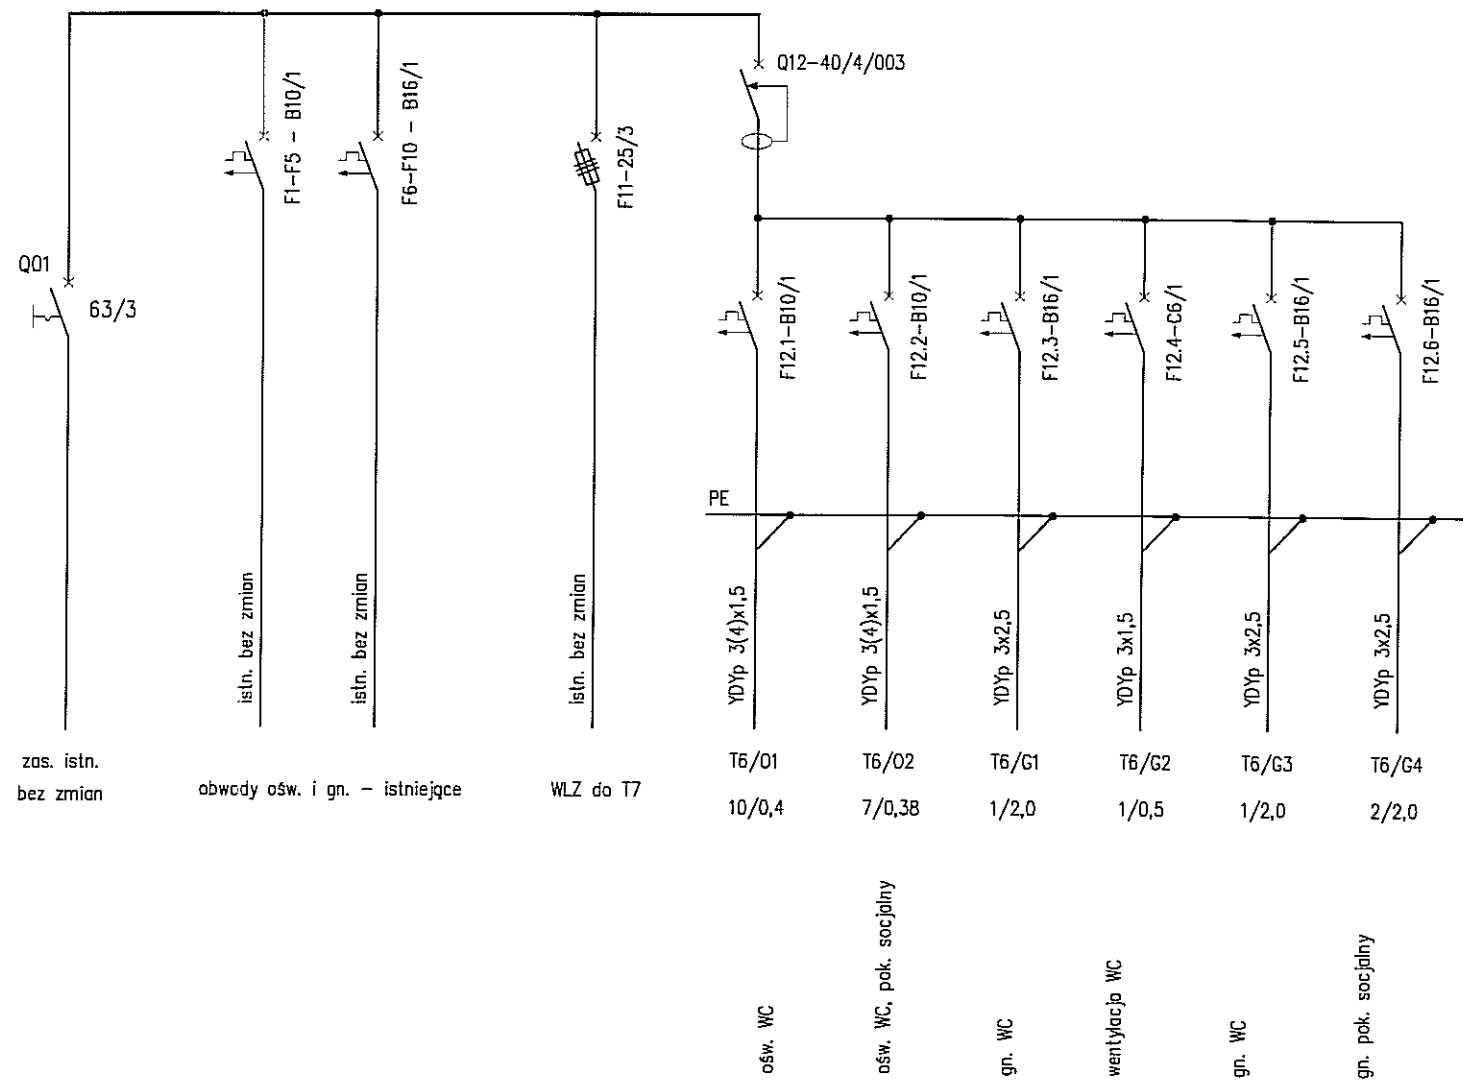 Q12-40/4/003
F1-F5 - B10/1
F6-F10 - B16/1
F11-25/3
Q01
63/3
F12.1-B10/1
F12.2-B10/1
F12.3-B16/1
F12.4-C6/1
F12.5-B16/1
F12.6-B16/1
PE
istn. bez zmian
istn. bez zmian
istn. bez zmian
YDYp 3(4)x1,5
YDYp 3(4)x1,5
YDYp 3x2,5
YDYp 3x1,5
YDYp 3x2,5
YDYp 3x2,5
zas. istn.
bez zmian
obwody ośw. i gn. - istniejące
WLZ do T7
T6/O1
T6/O2
T6/G1
T6/G2
T6/G3
T6/G4
10/0,4
7/0,38
1/2,0
1/0,5
1/2,0
2/2,0
ośw. WC
ośw. WC, pok. socjalny
gn. WC
wentylacja WC
gn. WC
gn. pok. socjalny